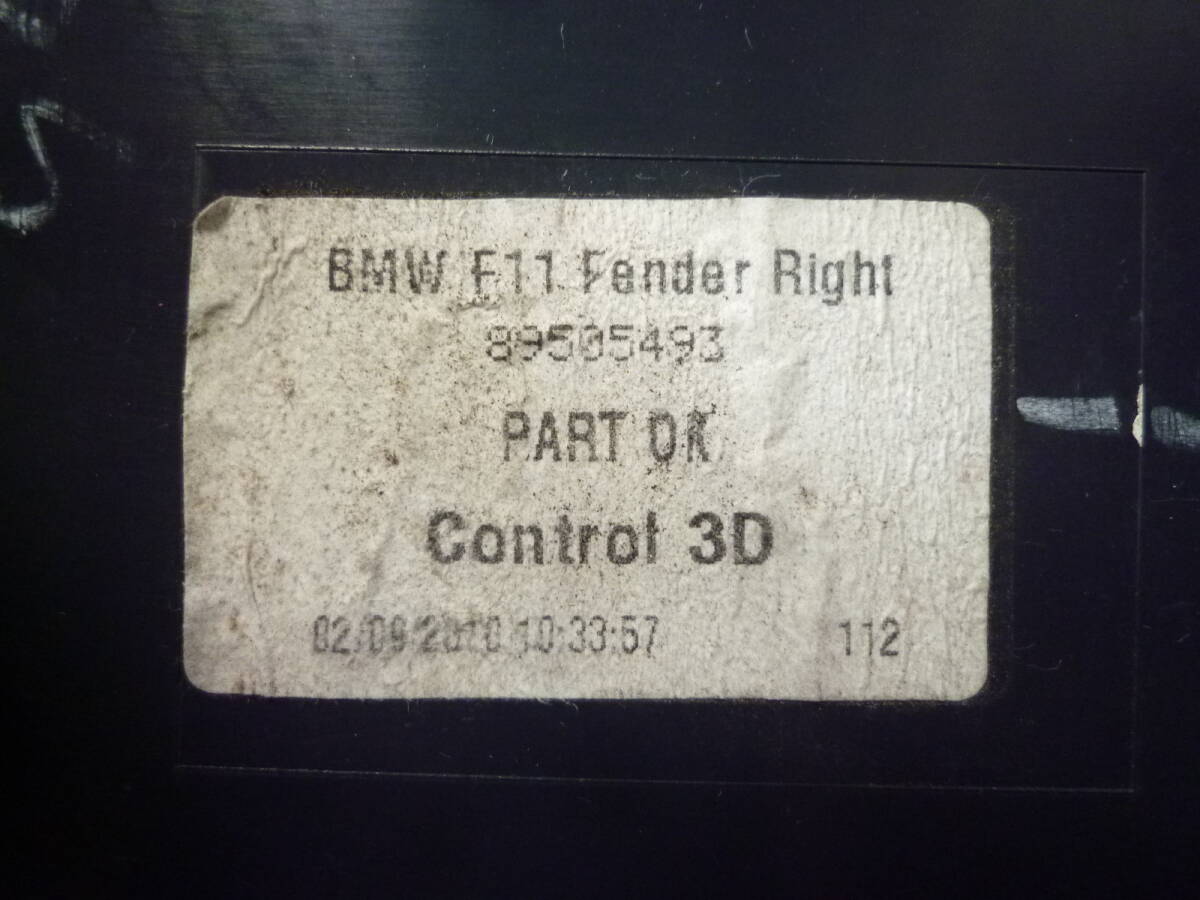 BMW F11 Fender Right
89505493
PART OK
Control 3D
02/09/2010 10:33:57 112